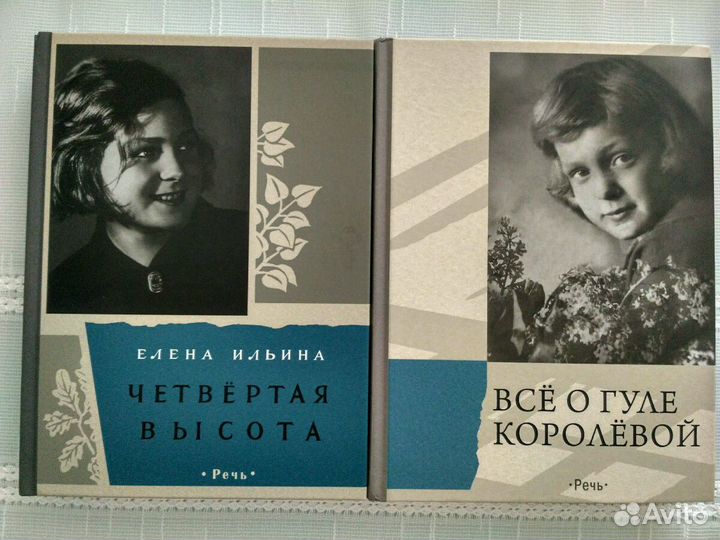 ЕЛЕНА ИЛЬИНА
ЧЕТВЁРТАЯ
ВЫСОТА
• Речь •
ВСЁ О ГУЛЕ
КОРОЛЁВОЙ
•Речь•
Avito